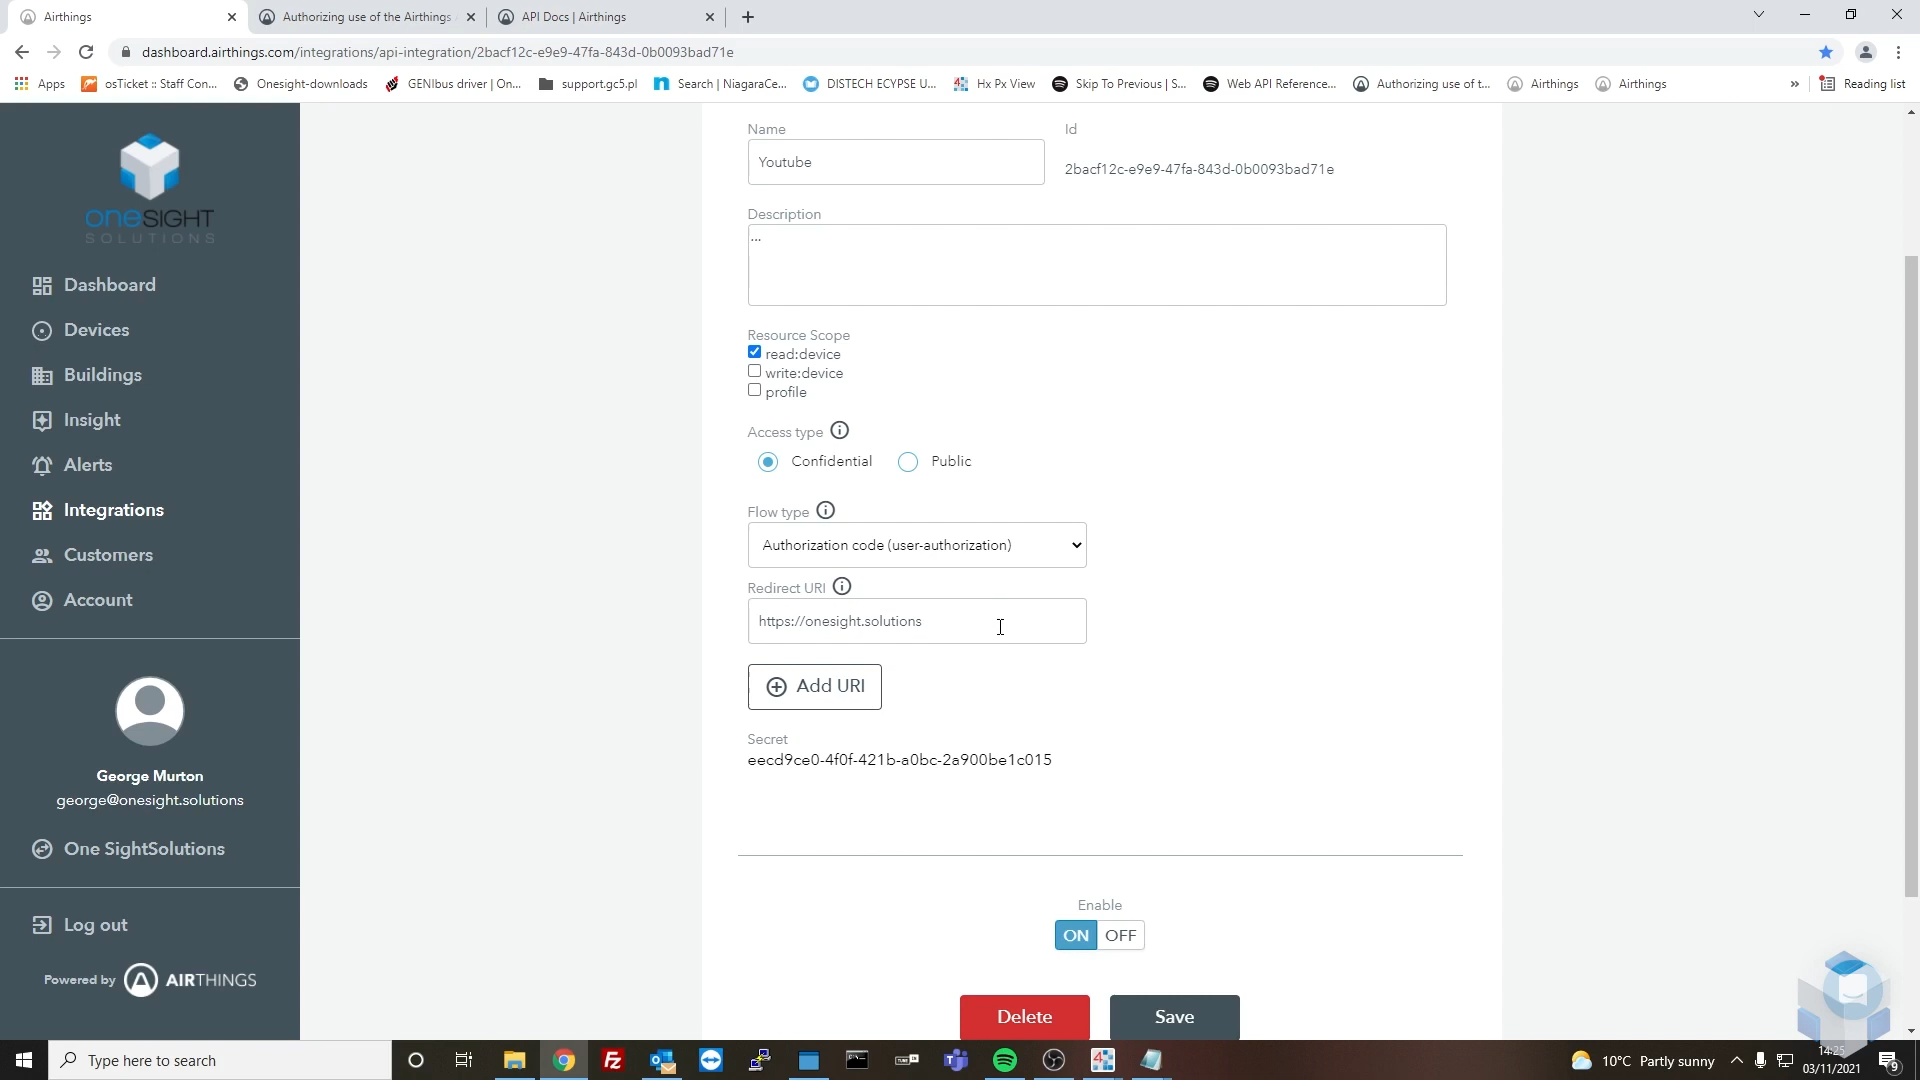 Airthings
Authorizing use of the Airthings
API Docs | Airthings
dashboard.airthings.com/integrations/api-integration/2bacf12c-e9e9-47fa-843d-0b0093bad71e
Apps
osTicket :: Staff Con...
Onesight-downloads
GENIbus driver | On...
support.gc5.pl
Search | NiagaraCe...
DISTECH ECYPSE U...
Hx Px View
Skip To Previous | S...
Web API Reference...
Authorizing use of t...
Airthings
Airthings
»
Reading list
oneSIGHT
SOLUTIONS
Dashboard
Devices
Buildings
Insight
Alerts
Integrations
Customers
Account
George Murton
george@onesight.solutions
One SightSolutions
Log out
Powered by AIRTHINGS
Name
Youtube
Id
2bacf12c-e9e9-47fa-843d-0b0093bad71e
Description
...
Resource Scope
read:device
write:device
profile
Access type
Confidential
Public
Flow type
Authorization code (user-authorization)
Redirect URI
https://onesight.solutions
Add URI
Secret
eecd9ce0-4f0f-421b-a0bc-2a900be1c015
Enable
ON OFF
Delete
Save
Type here to search
10°C Partly sunny
14:25
03/11/2021
9